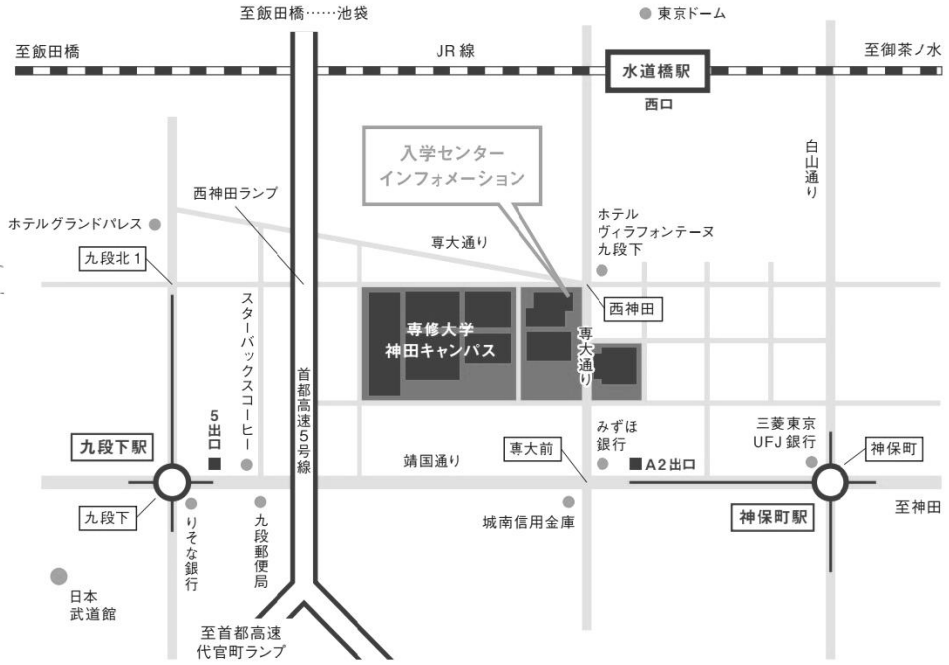 至飯田橋……池袋
東京ドーム
至飯田橋
JR線
至御茶ノ水
水道橋駅
西口
白山通り
入学センター
インフォメーション
西神田ランプ
ホテルグランドパレス
専大通り
ホテル
ヴィラフォンテーヌ
九段下
九段北1
西神田
スターバックスコーヒー
専修大学
神田キャンパス
専大通り
首都高速5号線
5出口
九段下駅
靖国通り
専大前
みずほ
銀行
A2出口
三菱東京
UFJ銀行
神保町
九段下
りそな銀行
九段郵便局
城南信用金庫
神保町駅
至神田
日本
武道館
至首都高速
代官町ランプ